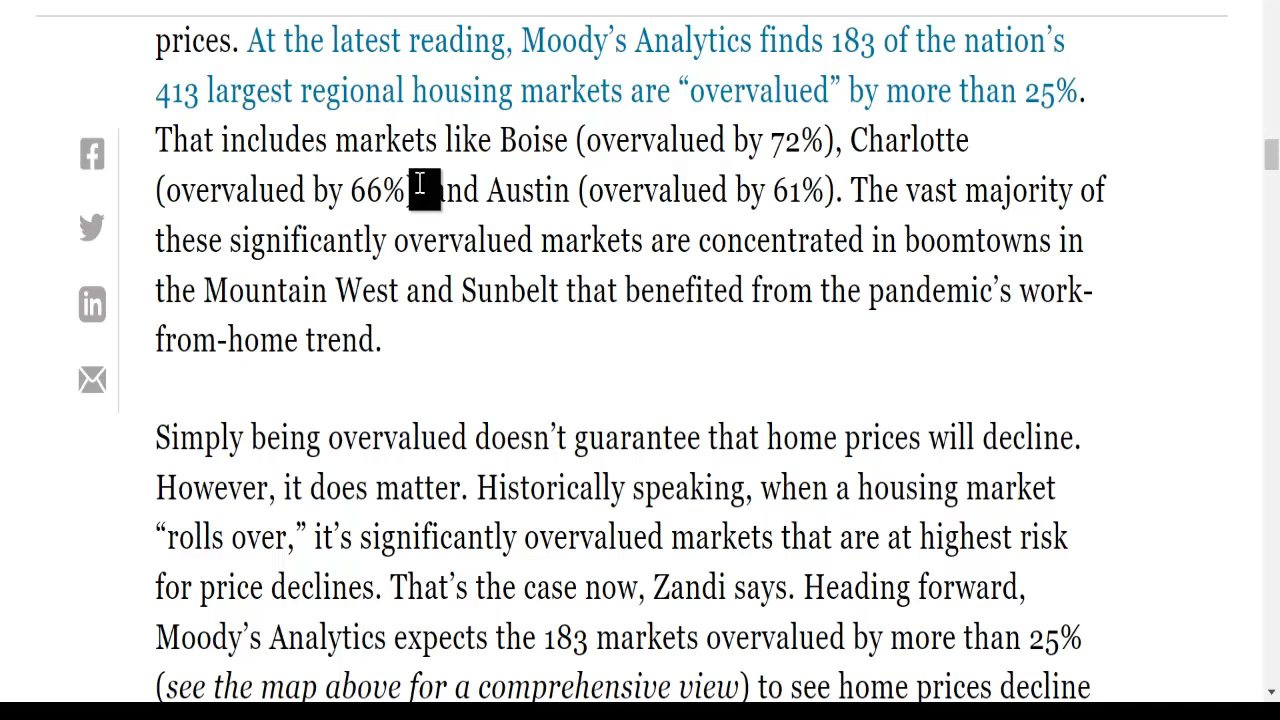 prices. At the latest reading, Moody’s Analytics finds 183 of the nation’s
413 largest regional housing markets are “overvalued” by more than 25%.
That includes markets like Boise (overvalued by 72%), Charlotte
(overvalued by 66%) and Austin (overvalued by 61%). The vast majority of
these significantly overvalued markets are concentrated in boomtowns in
the Mountain West and Sunbelt that benefited from the pandemic’s work-
from-home trend.
Simply being overvalued doesn’t guarantee that home prices will decline.
However, it does matter. Historically speaking, when a housing market
“rolls over,” it’s significantly overvalued markets that are at highest risk
for price declines. That’s the case now, Zandi says. Heading forward,
Moody’s Analytics expects the 183 markets overvalued by more than 25%
(see the map above for a comprehensive view) to see home prices decline